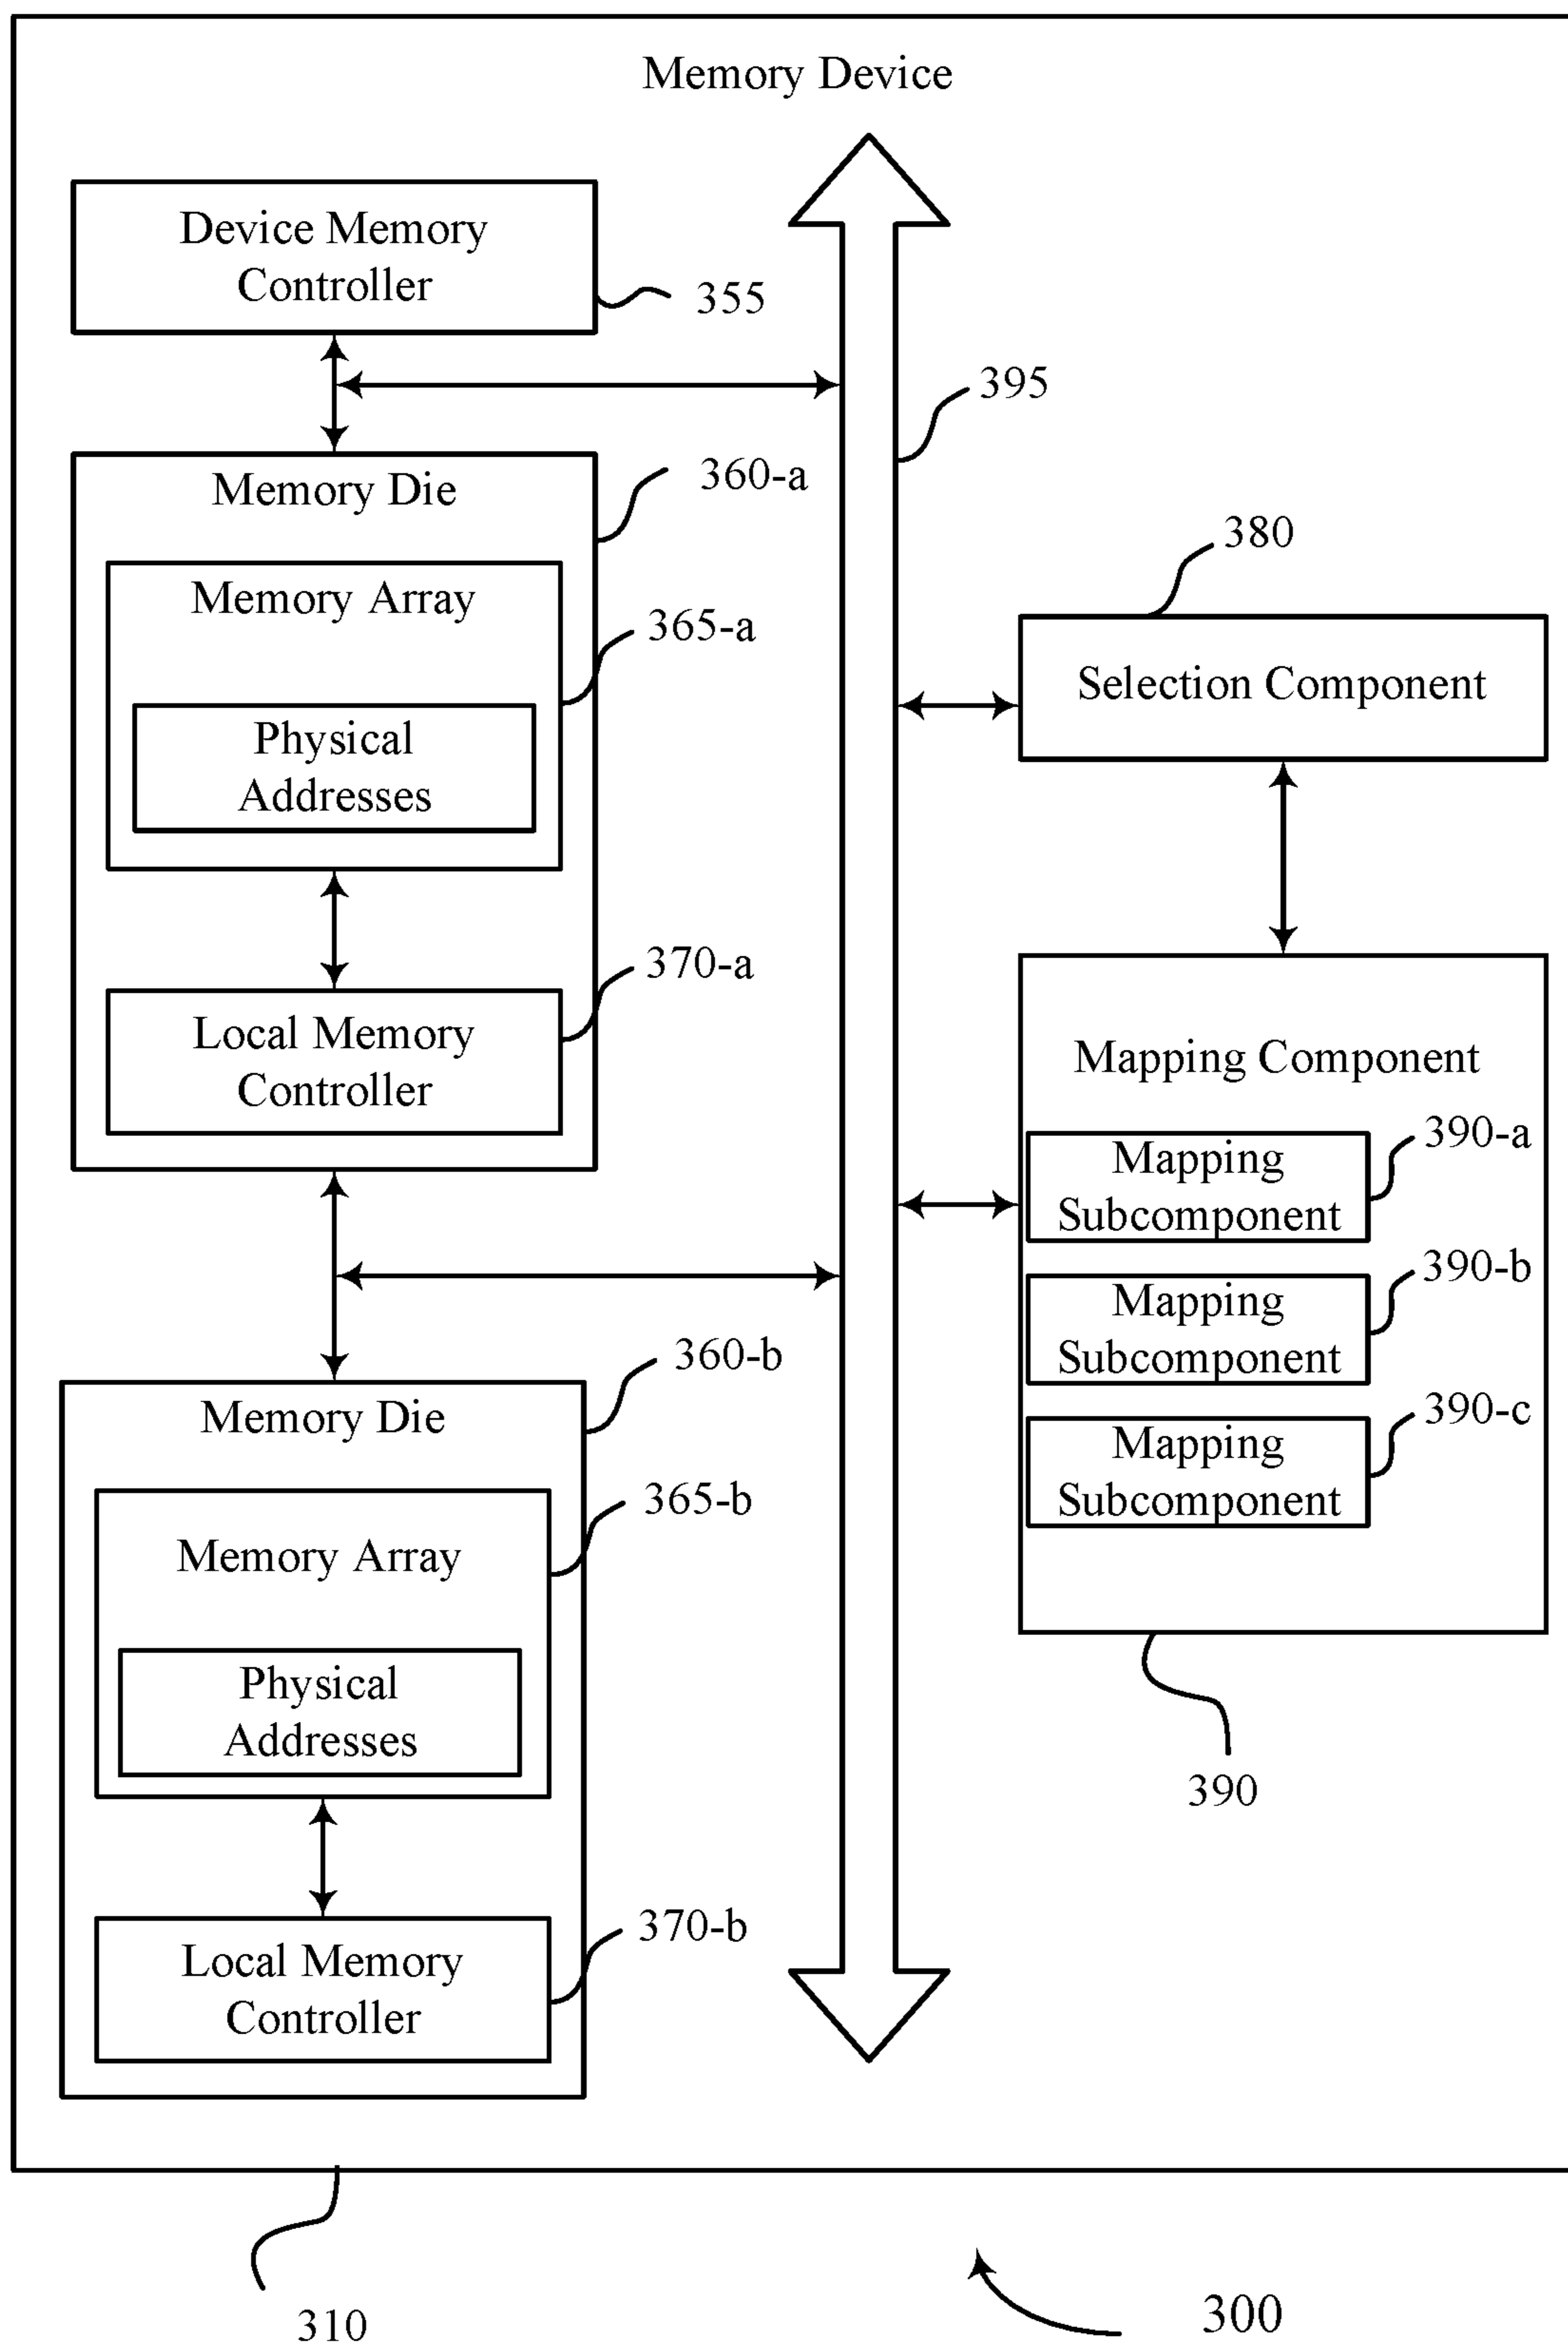 Memory Device
Device Memory
Controller
355
395
Memory Die
360-a
Memory Array
365-a
Physical
Addresses
370-a
Local Memory
Controller
380
Selection Component
Mapping Component
390-a
Mapping
Subcomponent
390-b
Mapping
Subcomponent
390-c
Mapping
Subcomponent
390
360-b
Memory Die
365-b
Memory Array
Physical
Addresses
370-b
Local Memory
Controller
310
300